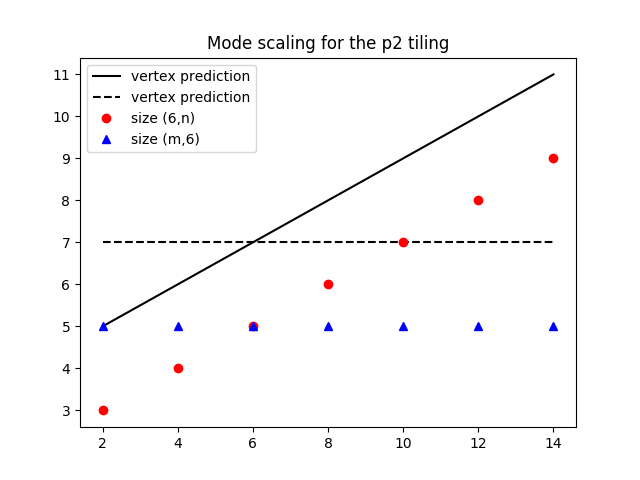 Mode scaling for the p2 tiling
vertex prediction
vertex prediction
size (6,n)
size (m,6)
11
10
9
8
7
6
5
4
3
2 4 6 8 10 12 14